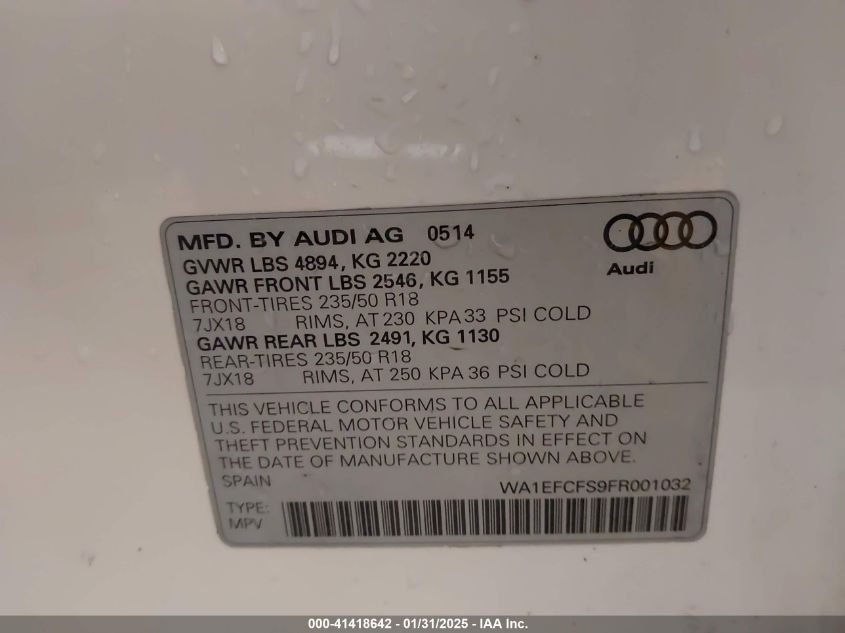 MFD. BY AUDI AG 0514
Audi
GVWR LBS 4894, KG 2220
GAWR FRONT LBS 2546, KG 1155
FRONT-TIRES 235/50 R18
7JX18 RIMS, AT 230 KPA 33 PSI COLD
GAWR REAR LBS 2491, KG 1130
REAR-TIRES 235/50 R18
7JX18 RIMS, AT 250 KPA 36 PSI COLD
THIS VEHICLE CONFORMS TO ALL APPLICABLE
U.S. FEDERAL MOTOR VEHICLE SAFETY AND
THEFT PREVENTION STANDARDS IN EFFECT ON
THE DATE OF MANUFACTURE SHOWN ABOVE.
SPAIN WA1EFCFS9FR001032
TYPE:
MPV
000-41418642 - 01/31/2025 - IAA Inc.